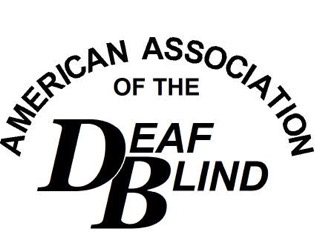 AMERICAN ASSOCIATION
OF THE
DEAF
BLIND